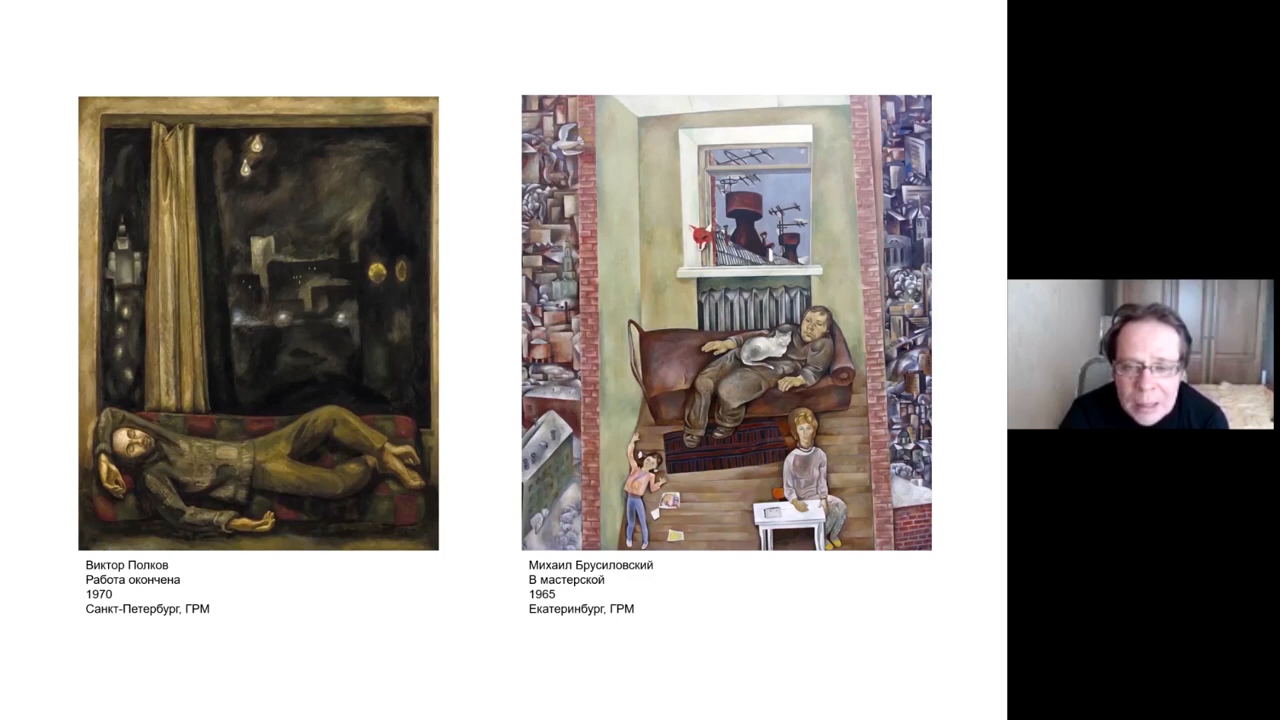 Виктор Полков
Работа окончена
1970
Санкт-Петербург, ГРМ
Михаил Брусиловский
В мастерской
1965
Екатеринбург, ГРМ